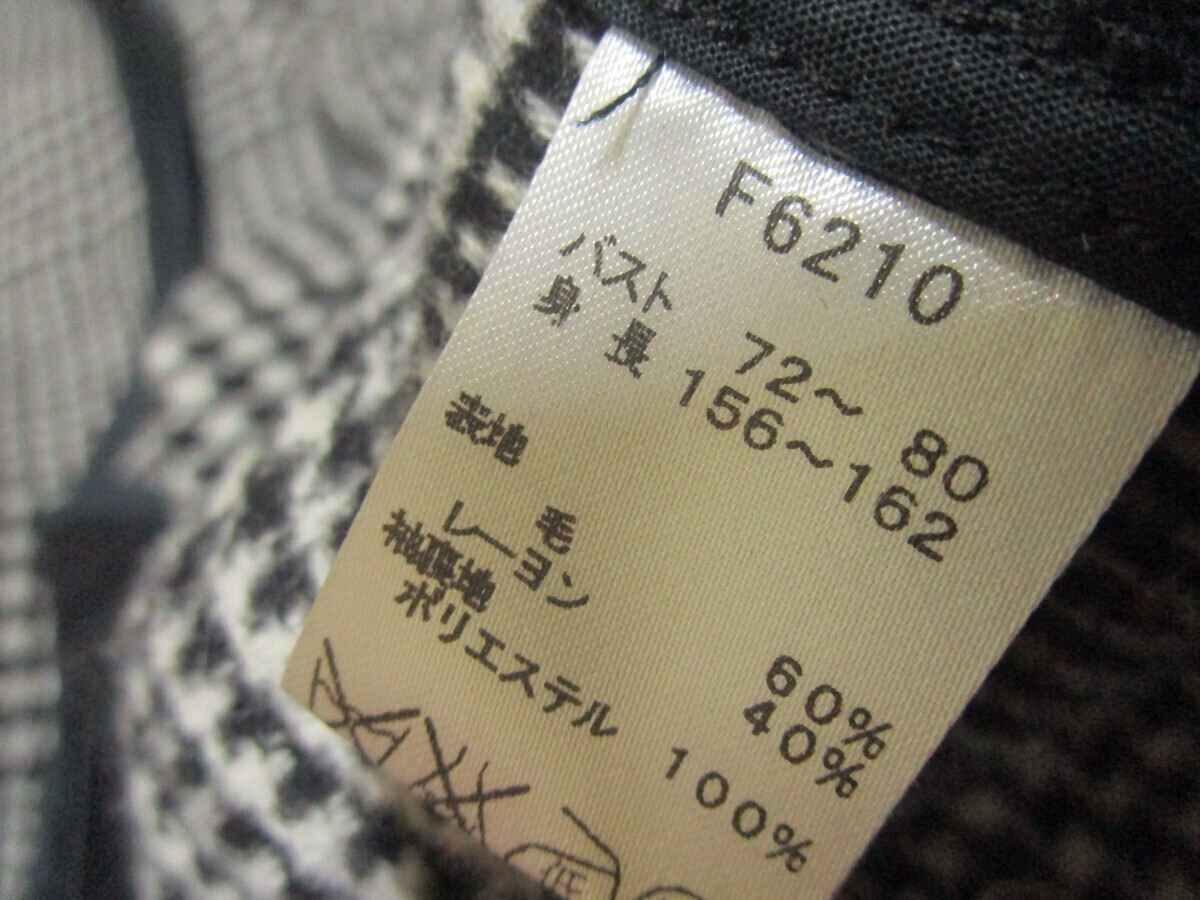 F6210
バスト 72～ 80
身 長 156～162
表地
毛 60%
レーヨン 40%
袖裏地
ポリエステル 100%
低